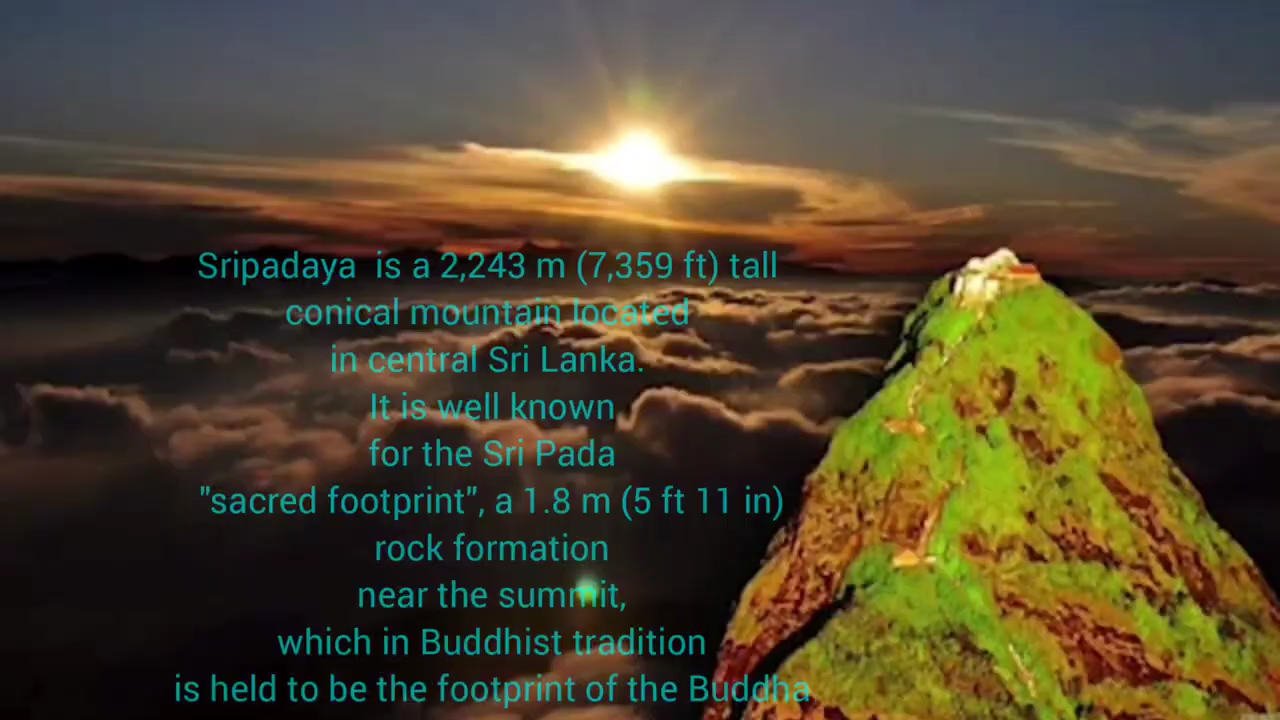 Sripadaya  is a 2,243 m (7,359 ft) tall
conical mountain located
in central Sri Lanka.
It is well known
for the Sri Pada
"sacred footprint", a 1.8 m (5 ft 11 in)
rock formation
near the summit,
which in Buddhist tradition
is held to be the footprint of the Buddha